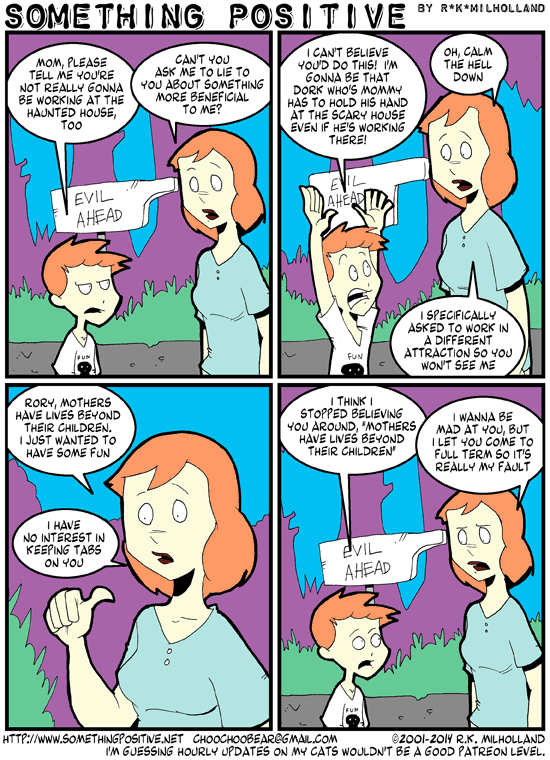 SOMETHING POSITIVE BY R*K*MILHOLLAND
MOM, PLEASE
TELL ME YOU'RE
NOT REALLY GONNA
BE WORKING AT THE
HAUNTED HOUSE,
TOO
CAN'T YOU
ASK ME TO LIE TO
YOU ABOUT SOMETHING
MORE BENEFICIAL
TO ME?
EVIL
AHEAD
FUN
I CAN'T BELIEVE
YOU'D DO THIS! I'M
GONNA BE THAT
DORK WHO'S MOMMY
HAS TO HOLD HIS HAND
AT THE SCARY HOUSE
EVEN IF HE'S WORKING
THERE!
OH, CALM
THE HELL
DOWN
EVIL
AHEAD
I SPECIFICALLY
ASKED TO WORK IN
A DIFFERENT
ATTRACTION SO YOU
WON'T SEE ME
FUN
RORY, MOTHERS
HAVE LIVES BEYOND
THEIR CHILDREN.
I JUST WANTED TO
HAVE SOME FUN
I HAVE
NO INTEREST IN
KEEPING TABS
ON YOU
I THINK I
STOPPED BELIEVING
YOU AROUND, "MOTHERS
HAVE LIVES BEYOND
THEIR CHILDREN"
I WANNA BE
MAD AT YOU, BUT
I LET YOU COME TO
FULL TERM SO IT'S
REALLY MY FAULT
EVIL
AHEAD
FUN
HTTP://WWW.SOMETHINGPOSITIVE.NET CHOOCHOOBEAR@GMAIL.COM ©2001-2014 R.K. MILHOLLAND
I'M GUESSING HOURLY UPDATES ON MY CATS WOULDN'T BE A GOOD PATREON LEVEL.